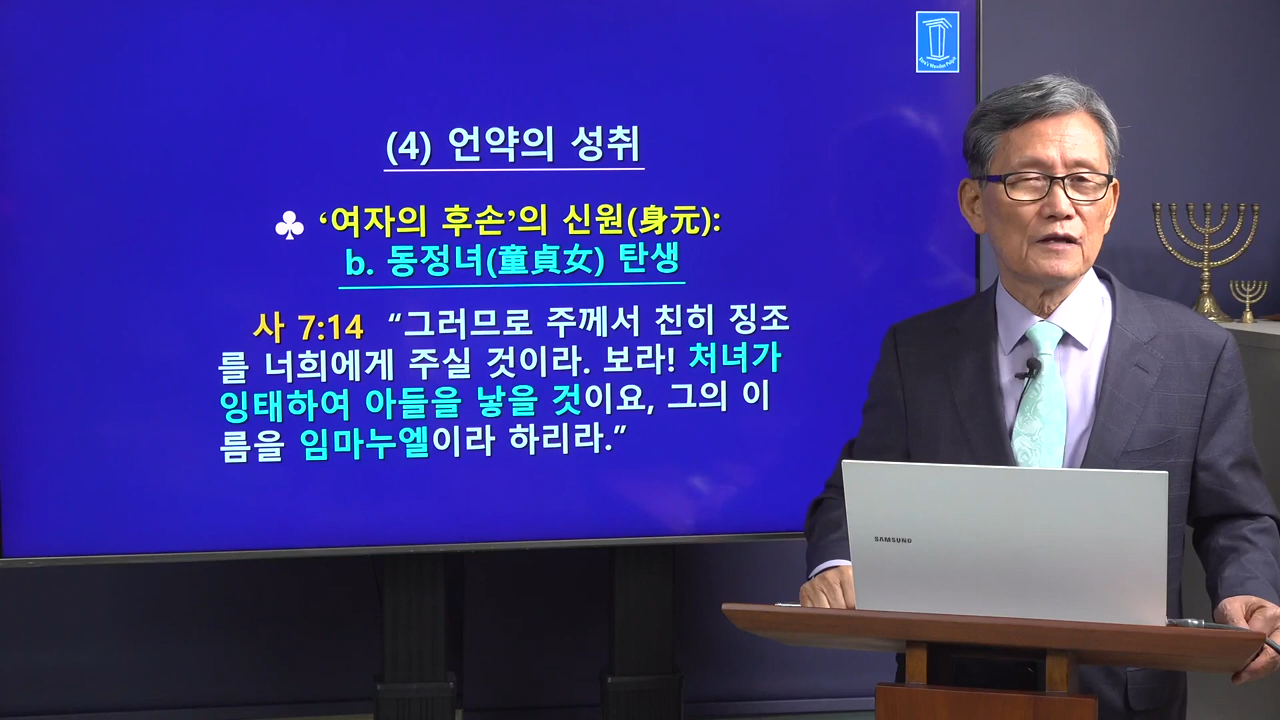 (4) 언약의 성취
♣ ‘여자의 후손’의 신원(身元):
b. 동정녀(童貞女) 탄생
사 7:14 “그러므로 주께서 친히 징조
를 너희에게 주실 것이라. 보라! 처녀가
잉태하여 아들을 낳을 것이요, 그의 이
름을 임마누엘이라 하리라.”
SAMSUNG